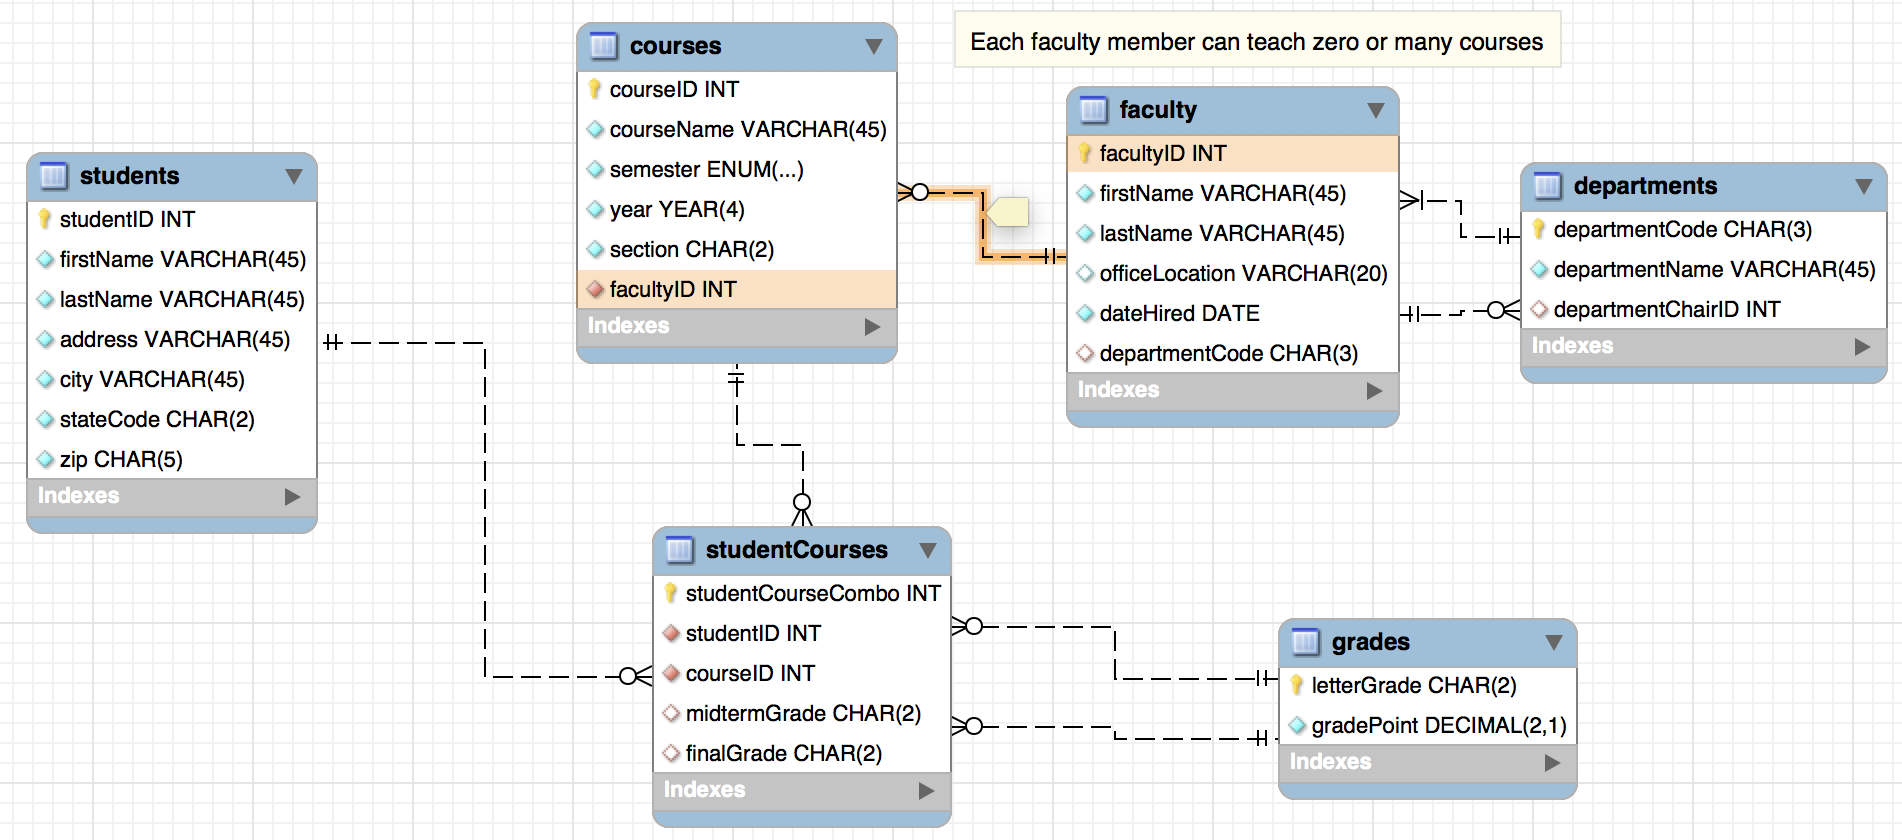 courses
courseID INT
courseName VARCHAR(45)
semester ENUM(...)
year YEAR(4)
section CHAR(2)
facultyID INT
Indexes
Each faculty member can teach zero or many courses
faculty
facultyID INT
firstName VARCHAR(45)
lastName VARCHAR(45)
officeLocation VARCHAR(20)
dateHired DATE
departmentCode CHAR(3)
Indexes
departments
departmentCode CHAR(3)
departmentName VARCHAR(45)
departmentChairID INT
Indexes
students
studentID INT
firstName VARCHAR(45)
lastName VARCHAR(45)
address VARCHAR(45)
city VARCHAR(45)
stateCode CHAR(2)
zip CHAR(5)
Indexes
studentCourses
studentCourseCombo INT
studentID INT
courseID INT
midtermGrade CHAR(2)
finalGrade CHAR(2)
Indexes
grades
letterGrade CHAR(2)
gradePoint DECIMAL(2,1)
Indexes